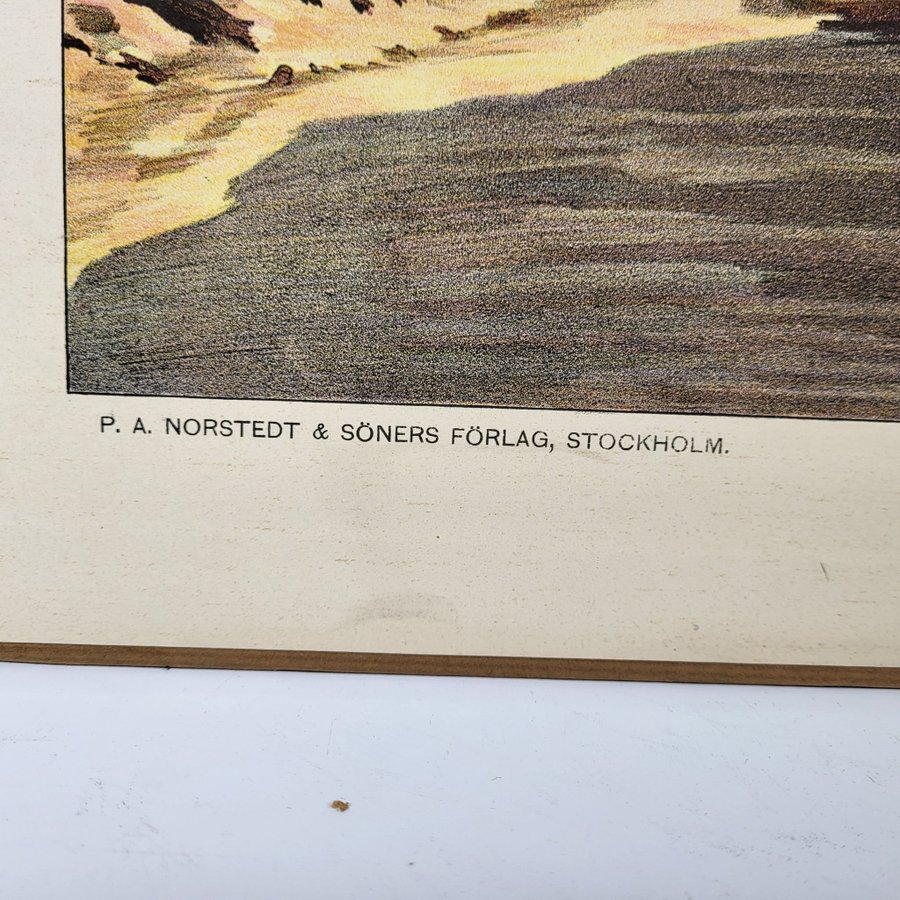 P. A. NORSTEDT & SÖNERS FÖRLAG, STOCKHOLM.